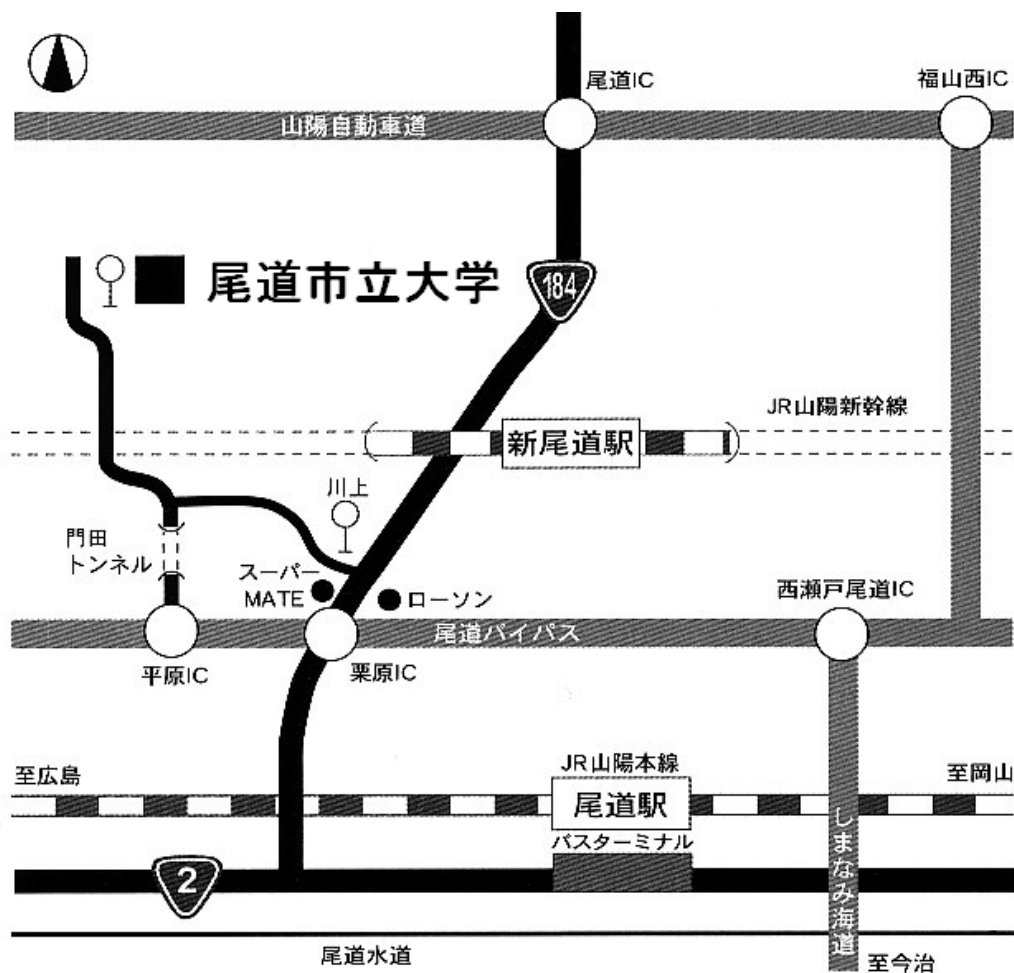 尾道IC
福山西IC
山陽自動車道
尾道市立大学
184
JR山陽新幹線
新尾道駅
川上
門田
トンネル
スーパー
MATE
ローソン
西瀬戸尾道IC
尾道バイパス
平原IC
栗原IC
至広島
JR山陽本線
至岡山
尾道駅
バスターミナル
しまなみ海道
2
尾道水道
至今治